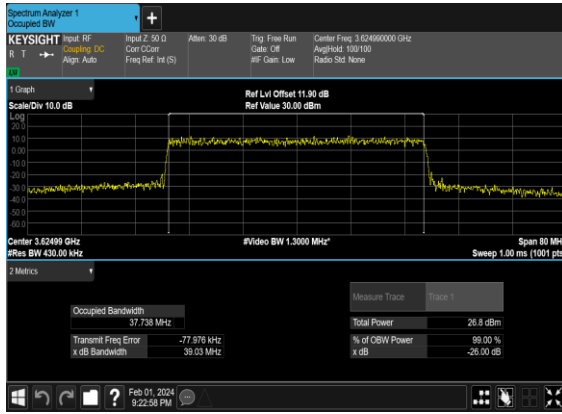 Spectrum Analyzer 1
Occupied BW
+
KEYSIGHT Input: RF Input Z: 50 Ω Atten: 30 dB Trig: Free Run Center Freq: 3.624990000 GHz
R T Coupling: DC Corr CCorr Gate: Off Avg|Hold: 100/100
Align: Auto Freq Ref: Int (S) #IF Gain: Low Radio Std: None
1 Graph
Scale/Div 10.0 dB Ref Lvl Offset 11.90 dB
Ref Value 30.00 dBm
Log
20.0
10.0
0.00
-10.0
-20.0
-30.0
-40.0
-50.0
-60.0
Center 3.62499 GHz #Video BW 1.3000 MHz* Span 80 MH
#Res BW 430.00 kHz Sweep 1.00 ms (1001 pts
2 Metrics
Measure Trace Trace 1
Occupied Bandwidth
37.738 MHz
Total Power 26.8 dBm
Transmit Freq Error -77.976 kHz % of OBW Power 99.00 %
x dB Bandwidth 39.03 MHz x dB -26.00 dB
? Feb 01, 2024
9:22:58 PM